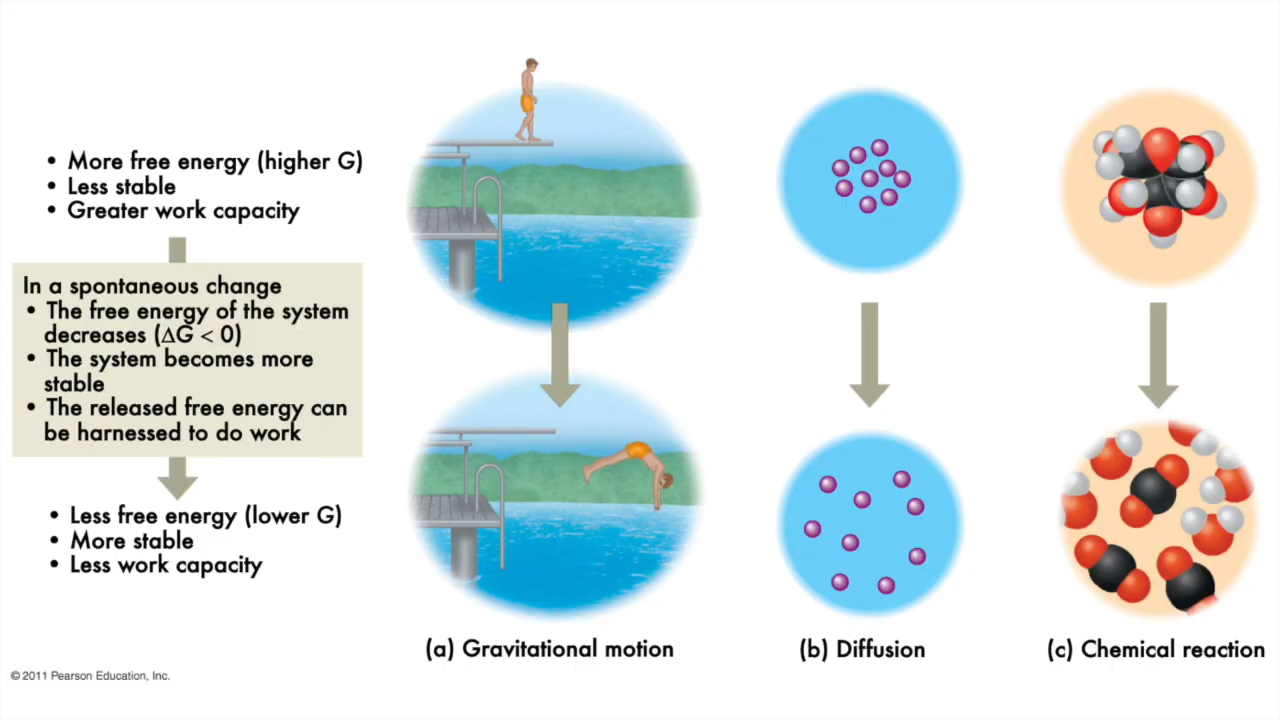 • More free energy (higher G)
• Less stable
• Greater work capacity
In a spontaneous change
• The free energy of the system
decreases (∆G < 0)
• The system becomes more
stable
• The released free energy can
be harnessed to do work
• Less free energy (lower G)
• More stable
• Less work capacity
(a) Gravitational motion
(b) Diffusion
(c) Chemical reaction
© 2011 Pearson Education, Inc.